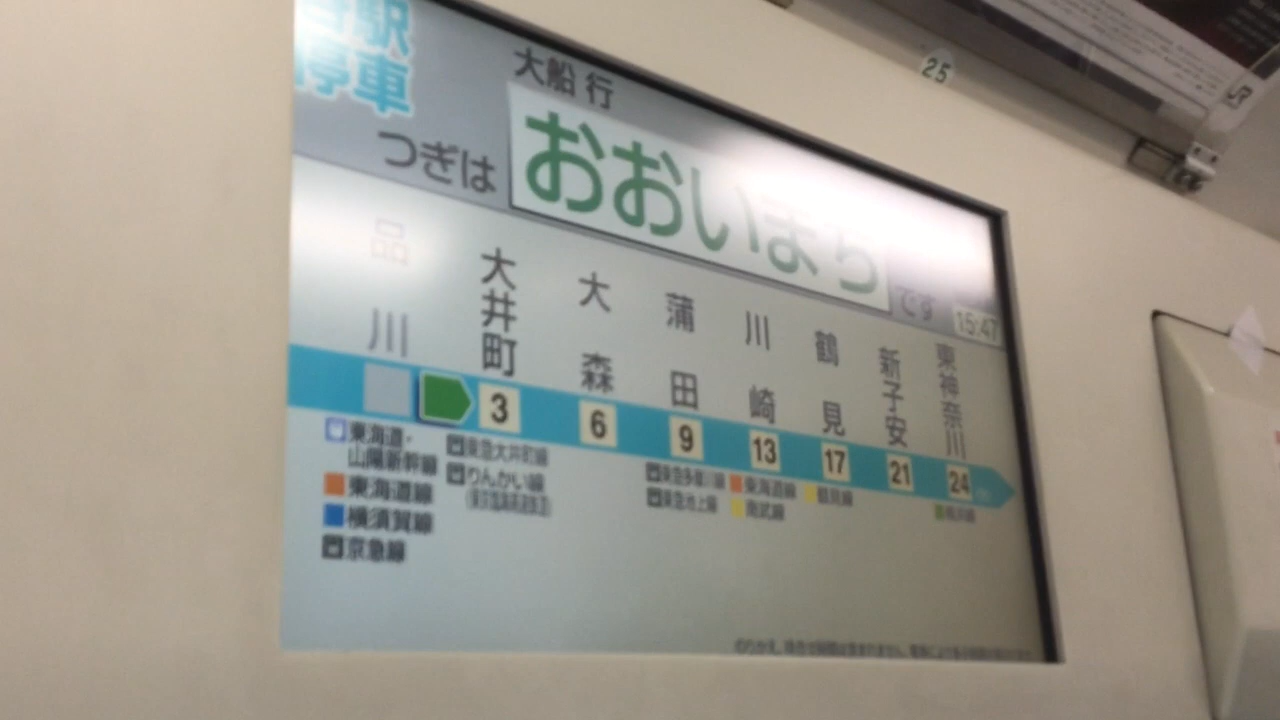 各駅
停車
大船 行
つぎは
おおいまち
です
15:47
品川
大井町
大森
蒲田
川崎
鶴見
新子安
東神奈川
3
6
9
13
17
21
24
東海道・
山陽新幹線
東海道線
横須賀線
京急線
東急大井町線
りんかい線
東急多摩川線
東急池上線
東海道線
南武線
鶴見線
横浜線
25
JR